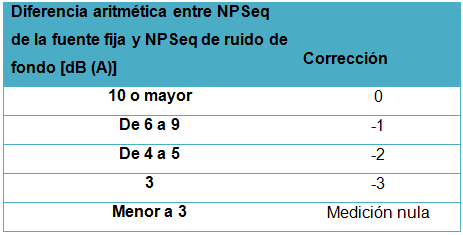 Diferencia aritmética entre NPSeq
de la fuente fija y NPSeq de ruido de
fondo [dB (A)]
Corrección
10 o mayor 0
De 6 a 9 -1
De 4 a 5 -2
3 -3
Menor a 3 Medición nula